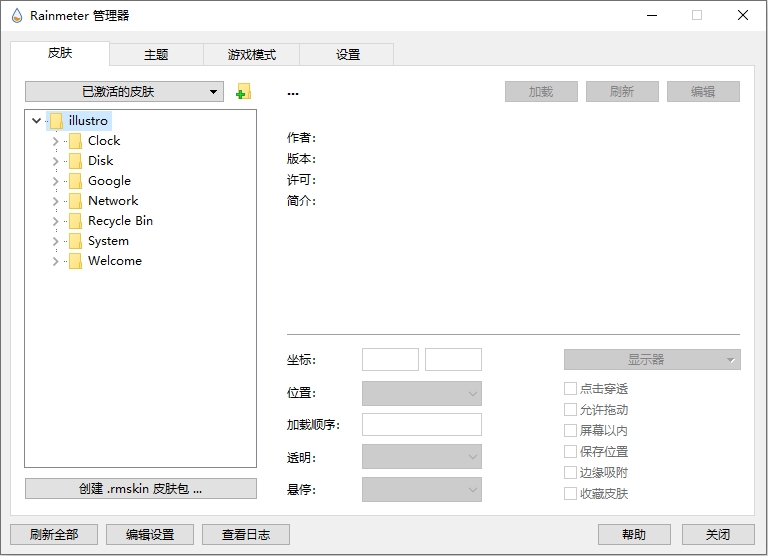 Rainmeter 管理器
皮肤 主题 游戏模式 设置
已激活的皮肤 ... 加载 刷新 编辑
illustro
Clock
Disk
Google
Network
Recycle Bin
System
Welcome
作者:
版本:
许可:
简介:
坐标: 显示器
位置: 点击穿透
允许拖动
加载顺序: 屏幕以内
保存位置
透明: 边缘吸附
悬停: 收藏皮肤
创建 .rmskin 皮肤包 ...
刷新全部 编辑设置 查看日志 帮助 关闭